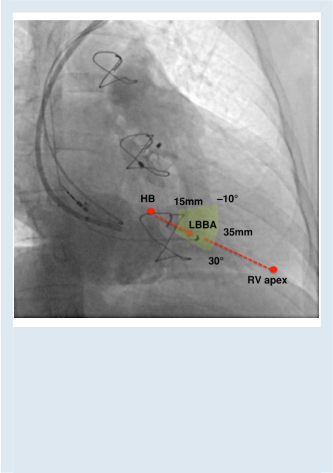 HB
15mm
–10°
LBBA
35mm
30°
RV apex